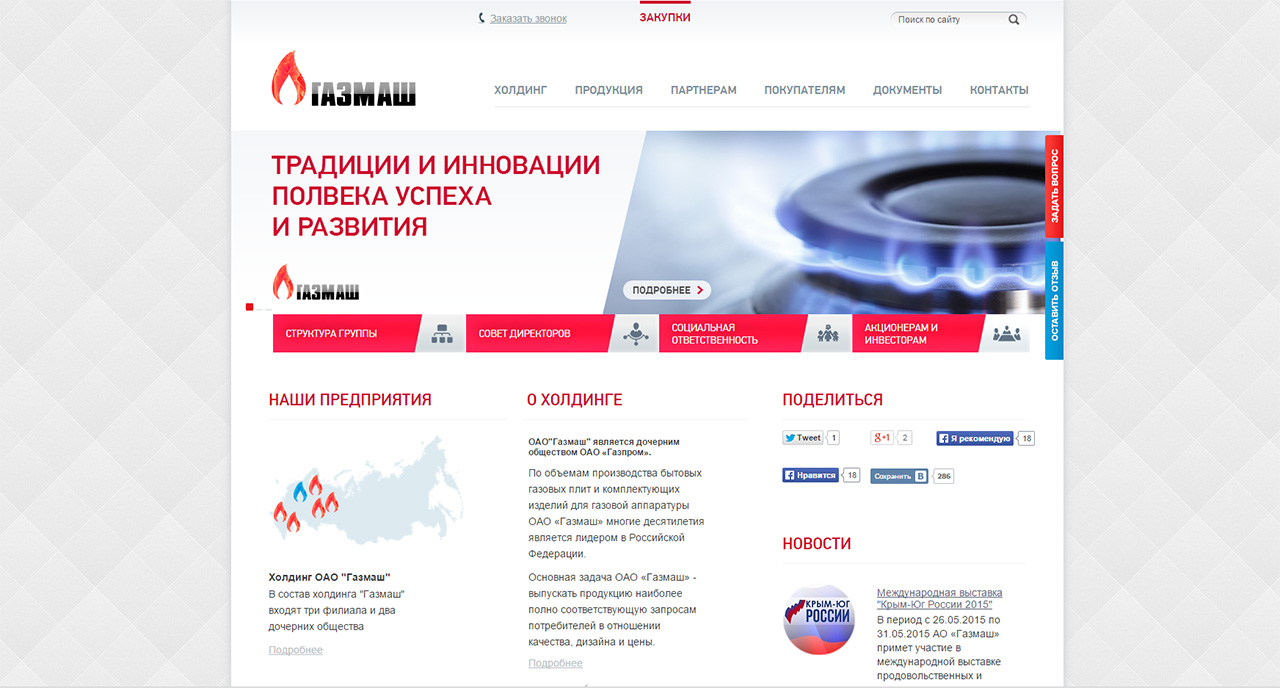 Заказать звонок
ЗАКУПКИ
Поиск по сайту
ГАЗМАШ
ХОЛДИНГ
ПРОДУКЦИЯ
ПАРТНЕРАМ
ПОКУПАТЕЛЯМ
ДОКУМЕНТЫ
КОНТАКТЫ
ТРАДИЦИИ И ИННОВАЦИИ
ПОЛВЕКА УСПЕХА
И РАЗВИТИЯ
ГАЗМАШ
ПОДРОБНЕЕ
ЗАДАТЬ ВОПРОС
ОСТАВИТЬ ОТЗЫВ
СТРУКТУРА ГРУППЫ
СОВЕТ ДИРЕКТОРОВ
СОЦИАЛЬНАЯ
ОТВЕТСТВЕННОСТЬ
АКЦИОНЕРАМ И
ИНВЕСТОРАМ
НАШИ ПРЕДПРИЯТИЯ
Холдинг ОАО "Газмаш"
В состав холдинга "Газмаш"
входят три филиала и два
дочерних общества
Подробнее
О ХОЛДИНГЕ
ОАО"Газмаш" является дочерним
обществом ОАО «Газпром».
По объемам производства бытовых
газовых плит и комплектующих
изделий для газовой аппаратуры
ОАО «Газмаш» многие десятилетия
является лидером в Российской
Федерации.
Основная задача ОАО «Газмаш» -
выпускать продукцию наиболее
полно соответствующую запросам
потребителей в отношении
качества, дизайна и цены.
Подробнее
ПОДЕЛИТЬСЯ
Tweet 1
g+1 2
Я рекомендую 18
Нравится 18
Сохранить B 286
НОВОСТИ
КРЫМ-ЮГ
РОССИИ
Международная выставка
"Крым-Юг России 2015"
В период с 26.05.2015 по
31.05.2015 АО «Газмаш»
примет участие в
международной выставке
продовольственных и